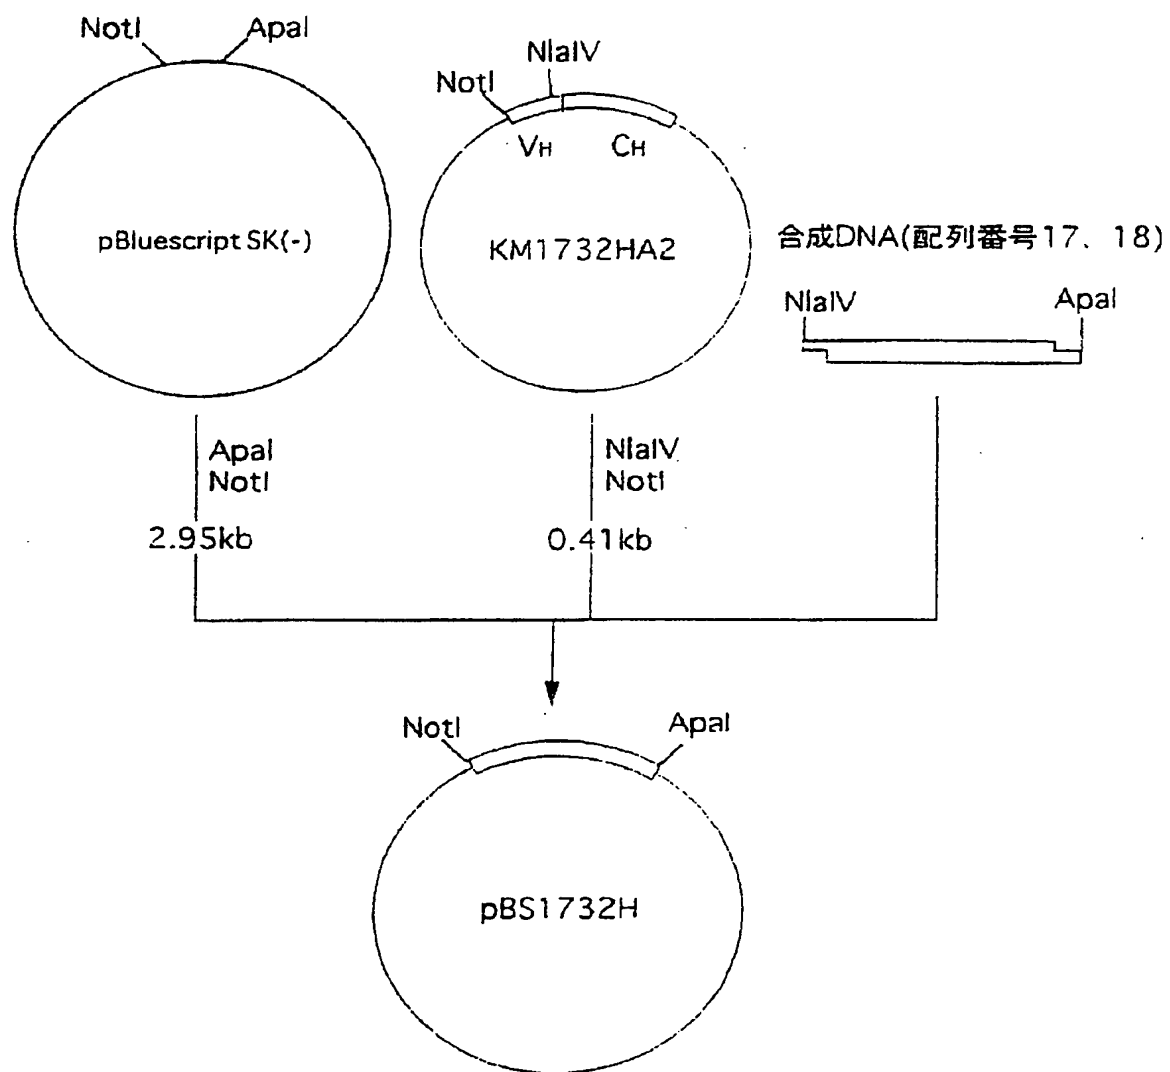 NotI
ApaI
NlaIV
NotI
VH
CH
pBluescript SK(-)
KM1732HA2
合成DNA(配列番号17、18)
NlaIV
ApaI
ApaI
NotI
2.95kb
NlaIV
NotI
0.41kb
NotI
ApaI
pBS1732H